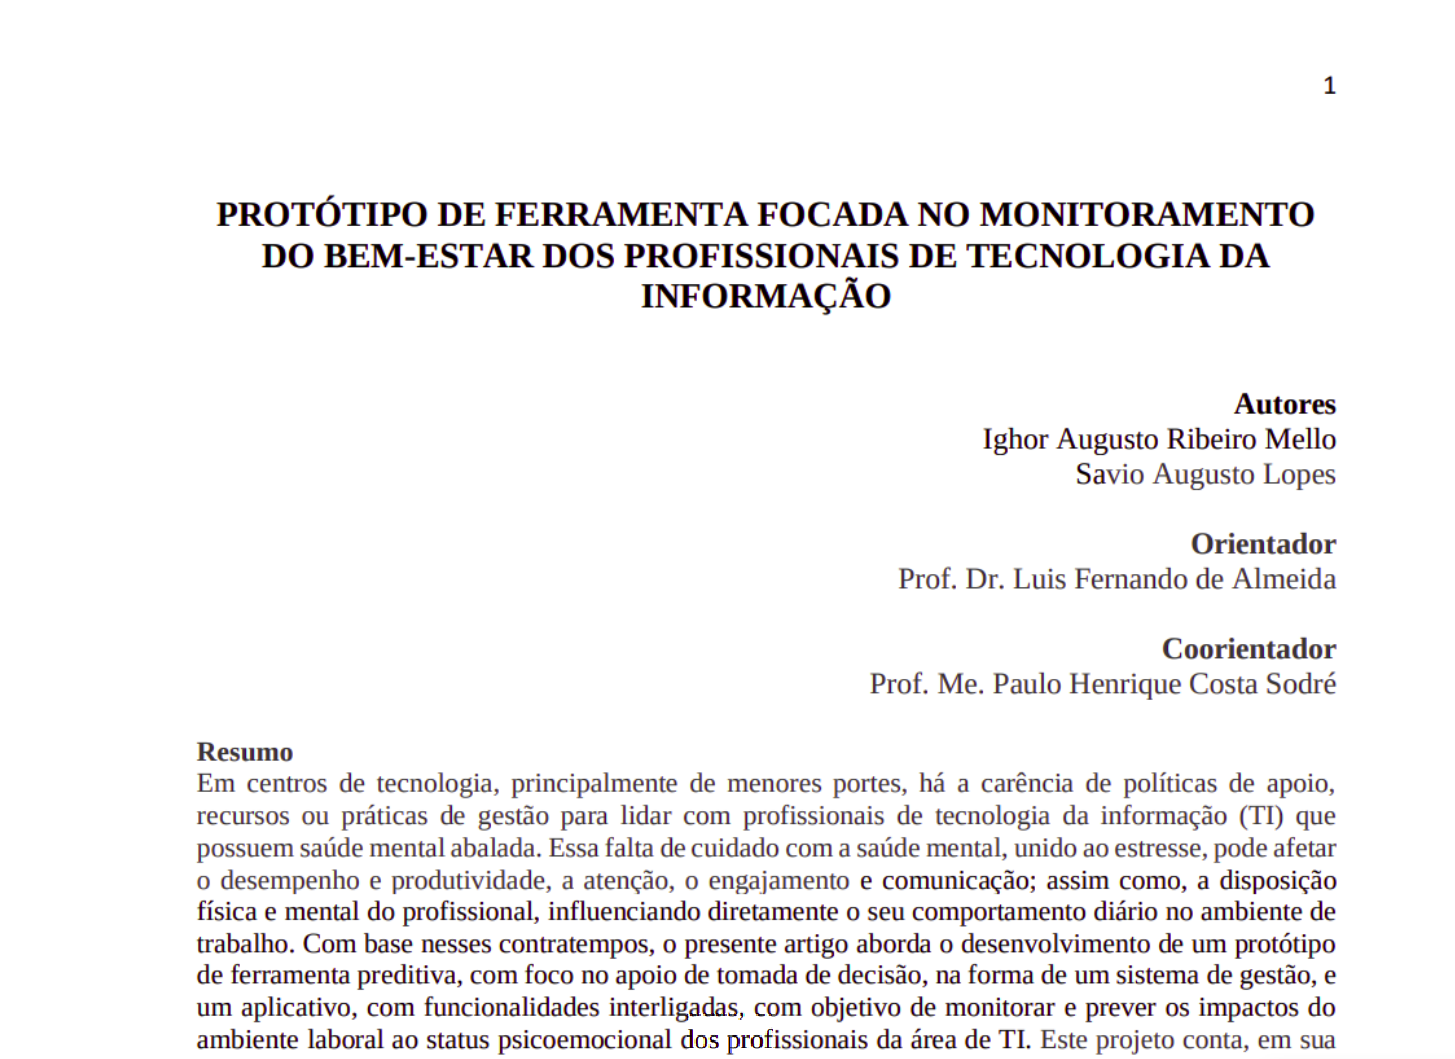 1
PROTÓTIPO DE FERRAMENTA FOCADA NO MONITORAMENTO
DO BEM-ESTAR DOS PROFISSIONAIS DE TECNOLOGIA DA
INFORMAÇÃO
Autores
Ighor Augusto Ribeiro Mello
Savio Augusto Lopes
Orientador
Prof. Dr. Luis Fernando de Almeida
Coorientador
Prof. Me. Paulo Henrique Costa Sodré
Resumo
Em centros de tecnologia, principalmente de menores portes, há a carência de políticas de apoio,
recursos ou práticas de gestão para lidar com profissionais de tecnologia da informação (TI) que
possuem saúde mental abalada. Essa falta de cuidado com a saúde mental, unido ao estresse, pode afetar
o desempenho e produtividade, a atenção, o engajamento e comunicação; assim como, a disposição
física e mental do profissional, influenciando diretamente o seu comportamento diário no ambiente de
trabalho. Com base nesses contratempos, o presente artigo aborda o desenvolvimento de um protótipo
de ferramenta preditiva, com foco no apoio de tomada de decisão, na forma de um sistema de gestão, e
um aplicativo, com funcionalidades interligadas, com objetivo de monitorar e prever os impactos do
ambiente laboral ao status psicoemocional dos profissionais da área de TI. Este projeto conta, em sua